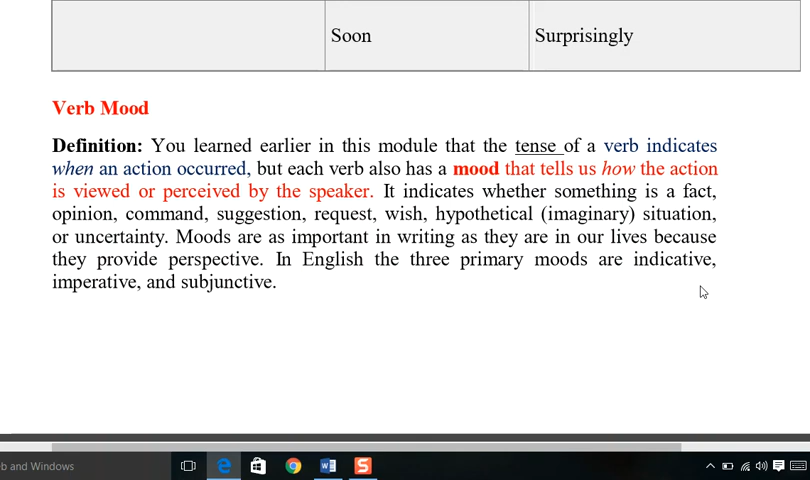 Soon Surprisingly
Verb Mood
Definition: You learned earlier in this module that the tense of a verb indicates
when an action occurred, but each verb also has a mood that tells us how the action
is viewed or perceived by the speaker. It indicates whether something is a fact,
opinion, command, suggestion, request, wish, hypothetical (imaginary) situation,
or uncertainty. Moods are as important in writing as they are in our lives because
they provide perspective. In English the three primary moods are indicative,
imperative, and subjunctive.
eb and Windows